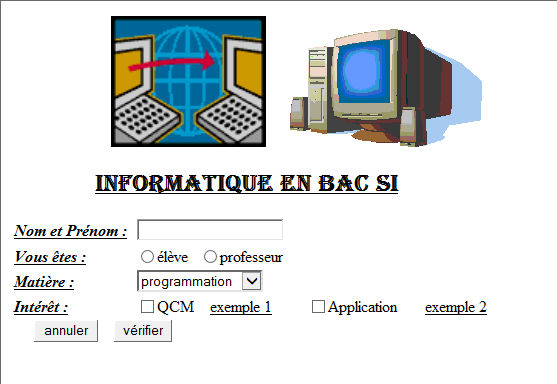 INFORMATIQUE EN BAC SI
Nom et Prénom :
Vous êtes : élève professeur
Matière : programmation
Intérêt : QCM exemple 1 Application exemple 2
annuler vérifier